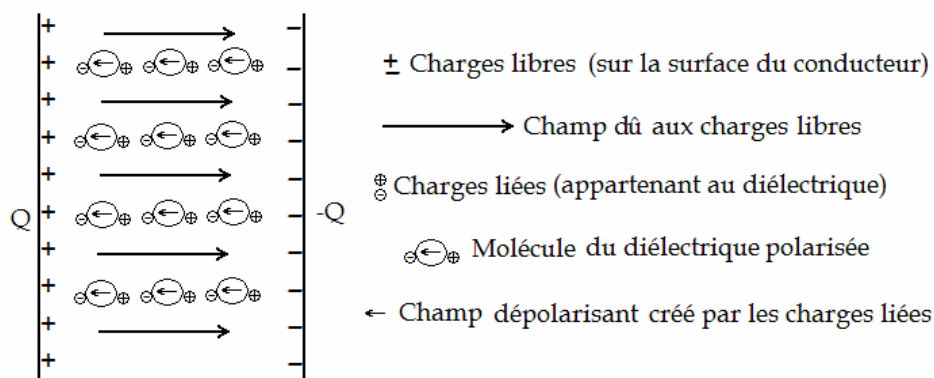 ± Charges libres (sur la surface du conducteur)
Champ dû aux charges libres
Charges liées (appartenant au diélectrique)
Q
-Q
Molécule du diélectrique polarisée
Champ dépolarisant créé par les charges liées